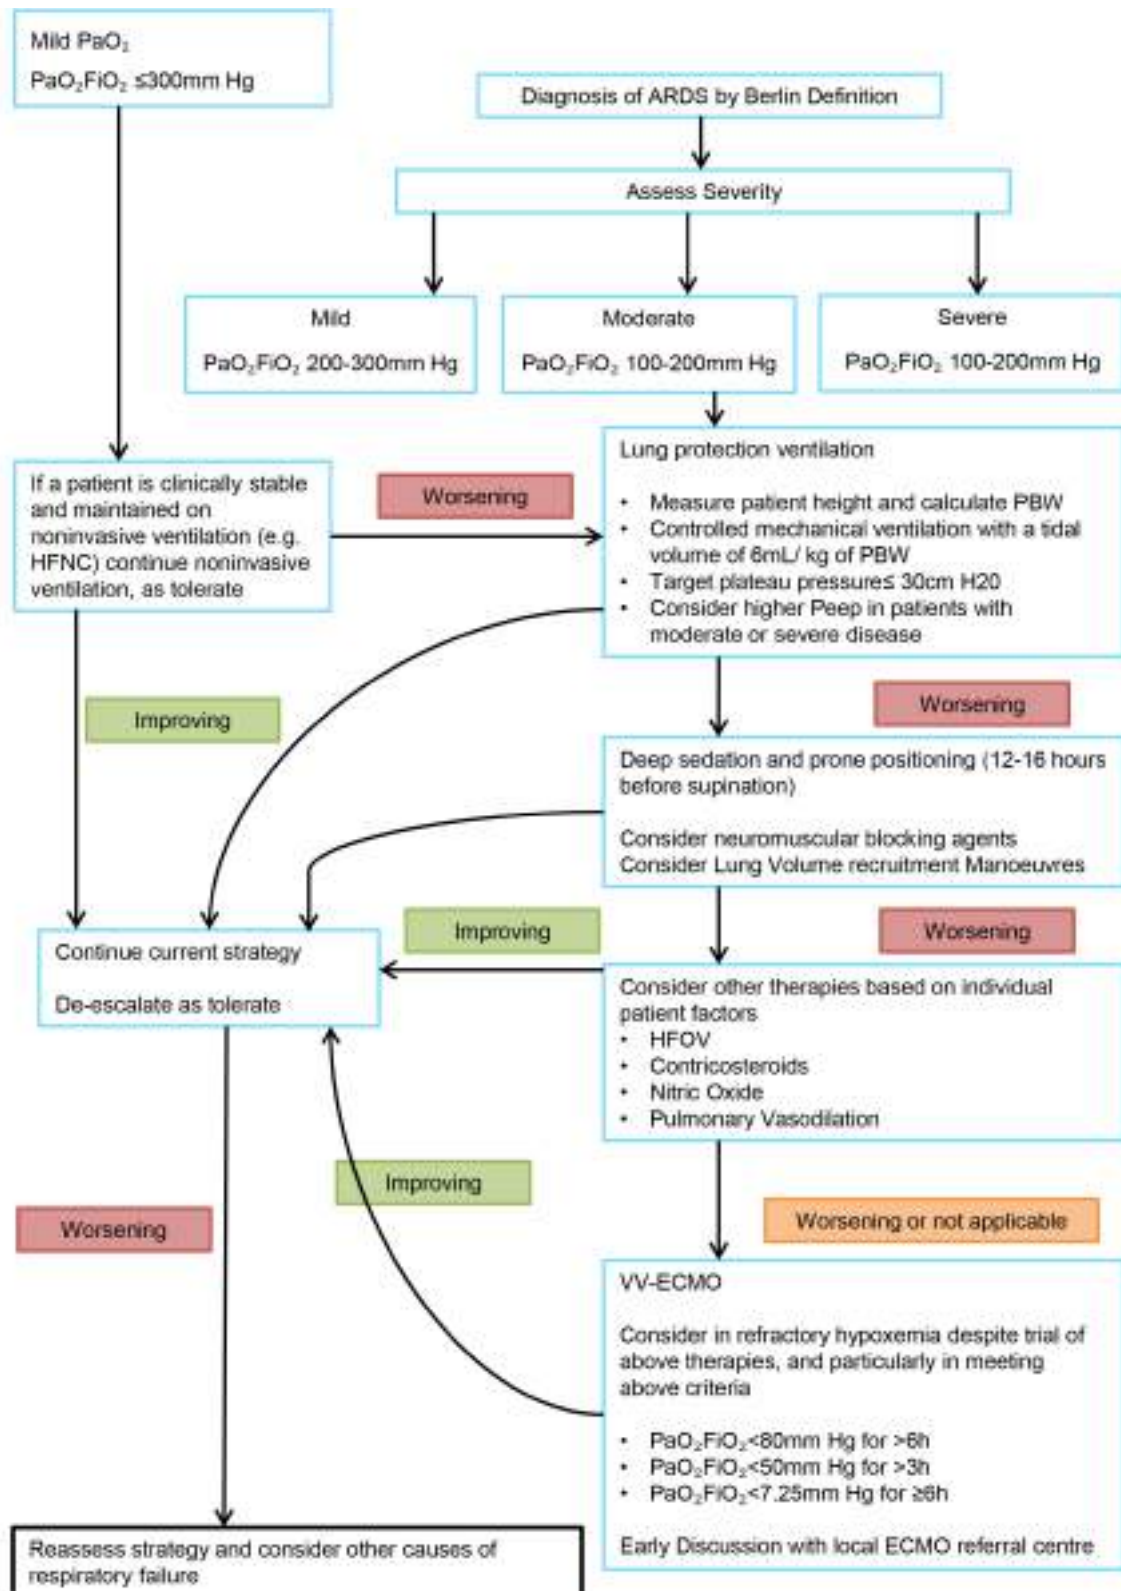 Mild PaO₂
PaO₂FiO₂ ≤300mm Hg
Diagnosis of ARDS by Berlin Definition
Assess Severity
Mild
PaO₂FiO₂ 200-300mm Hg
Moderate
PaO₂FiO₂ 100-200mm Hg
Severe
PaO₂FiO₂ 100-200mm Hg
If a patient is clinically stable
and maintained on
noninvasive ventilation (e.g.
HFNC) continue noninvasive
ventilation, as tolerate
Worsening
Lung protection ventilation
• Measure patient height and calculate PBW
• Controlled mechanical ventilation with a tidal
volume of 6mL/ kg of PBW
• Target plateau pressure≤ 30cm H20
• Consider higher Peep in patients with
moderate or severe disease
Improving
Worsening
Deep sedation and prone positioning (12-16 hours
before supination)
Consider neuromuscular blocking agents
Consider Lung Volume recruitment Manoeuvres
Improving
Worsening
Continue current strategy
De-escalate as tolerate
Consider other therapies based on individual
patient factors
• HFOV
• Contricosteroids
• Nitric Oxide
• Pulmonary Vasodilation
Improving
Worsening
Worsening or not applicable
VV-ECMO
Consider in refractory hypoxemia despite trial of
above therapies, and particularly in meeting
above criteria
• PaO₂FiO₂<80mm Hg for >6h
• PaO₂FiO₂<50mm Hg for >3h
• PaO₂FiO₂<7.25mm Hg for ≥6h
Early Discussion with local ECMO referral centre
Reassess strategy and consider other causes of
respiratory failure